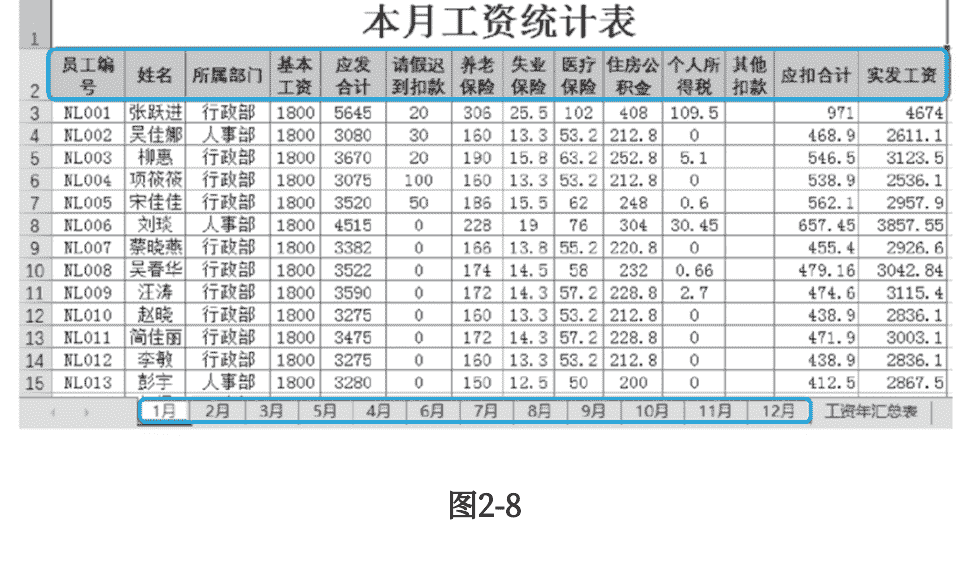 本月工资统计表
1
2 员工编号 姓名 所属部门 基本工资 应发合计 请假迟到扣款 养老保险 失业保险 医疗保险 住房公积金 个人所得税 其他扣款 应扣合计 实发工资
3 NL001 张跃进 行政部 1800 5645 20 306 25.5 102 408 109.5 971 4674
4 NL002 吴佳娜 人事部 1800 3080 30 160 13.3 53.2 212.8 0 468.9 2611.1
5 NL003 柳惠 行政部 1800 3670 20 190 15.8 63.2 252.8 5.1 546.5 3123.5
6 NL004 项筱筱 行政部 1800 3075 100 160 13.3 53.2 212.8 0 538.9 2536.1
7 NL005 宋佳佳 行政部 1800 3520 50 186 15.5 62 248 0.6 562.1 2957.9
8 NL006 刘琰 人事部 1800 4515 0 228 19 76 304 30.45 657.45 3857.55
9 NL007 蔡晓燕 行政部 1800 3382 0 166 13.8 55.2 220.8 0 455.4 2926.6
10 NL008 吴春华 行政部 1800 3522 0 174 14.5 58 232 0.66 479.16 3042.84
11 NL009 汪涛 行政部 1800 3590 0 172 14.3 57.2 228.8 2.7 474.6 3115.4
12 NL010 赵晓 行政部 1800 3275 0 160 13.3 53.2 212.8 0 438.9 2836.1
13 NL011 简佳丽 行政部 1800 3475 0 172 14.3 57.2 228.8 0 471.9 3003.1
14 NL012 李敏 行政部 1800 3275 0 160 13.3 53.2 212.8 0 438.9 2836.1
15 NL013 彭宇 人事部 1800 3280 0 150 12.5 50 200 0 412.5 2867.5
1月 2月 3月 5月 4月 6月 7月 8月 9月 10月 11月 12月 工资年汇总表
图2-8